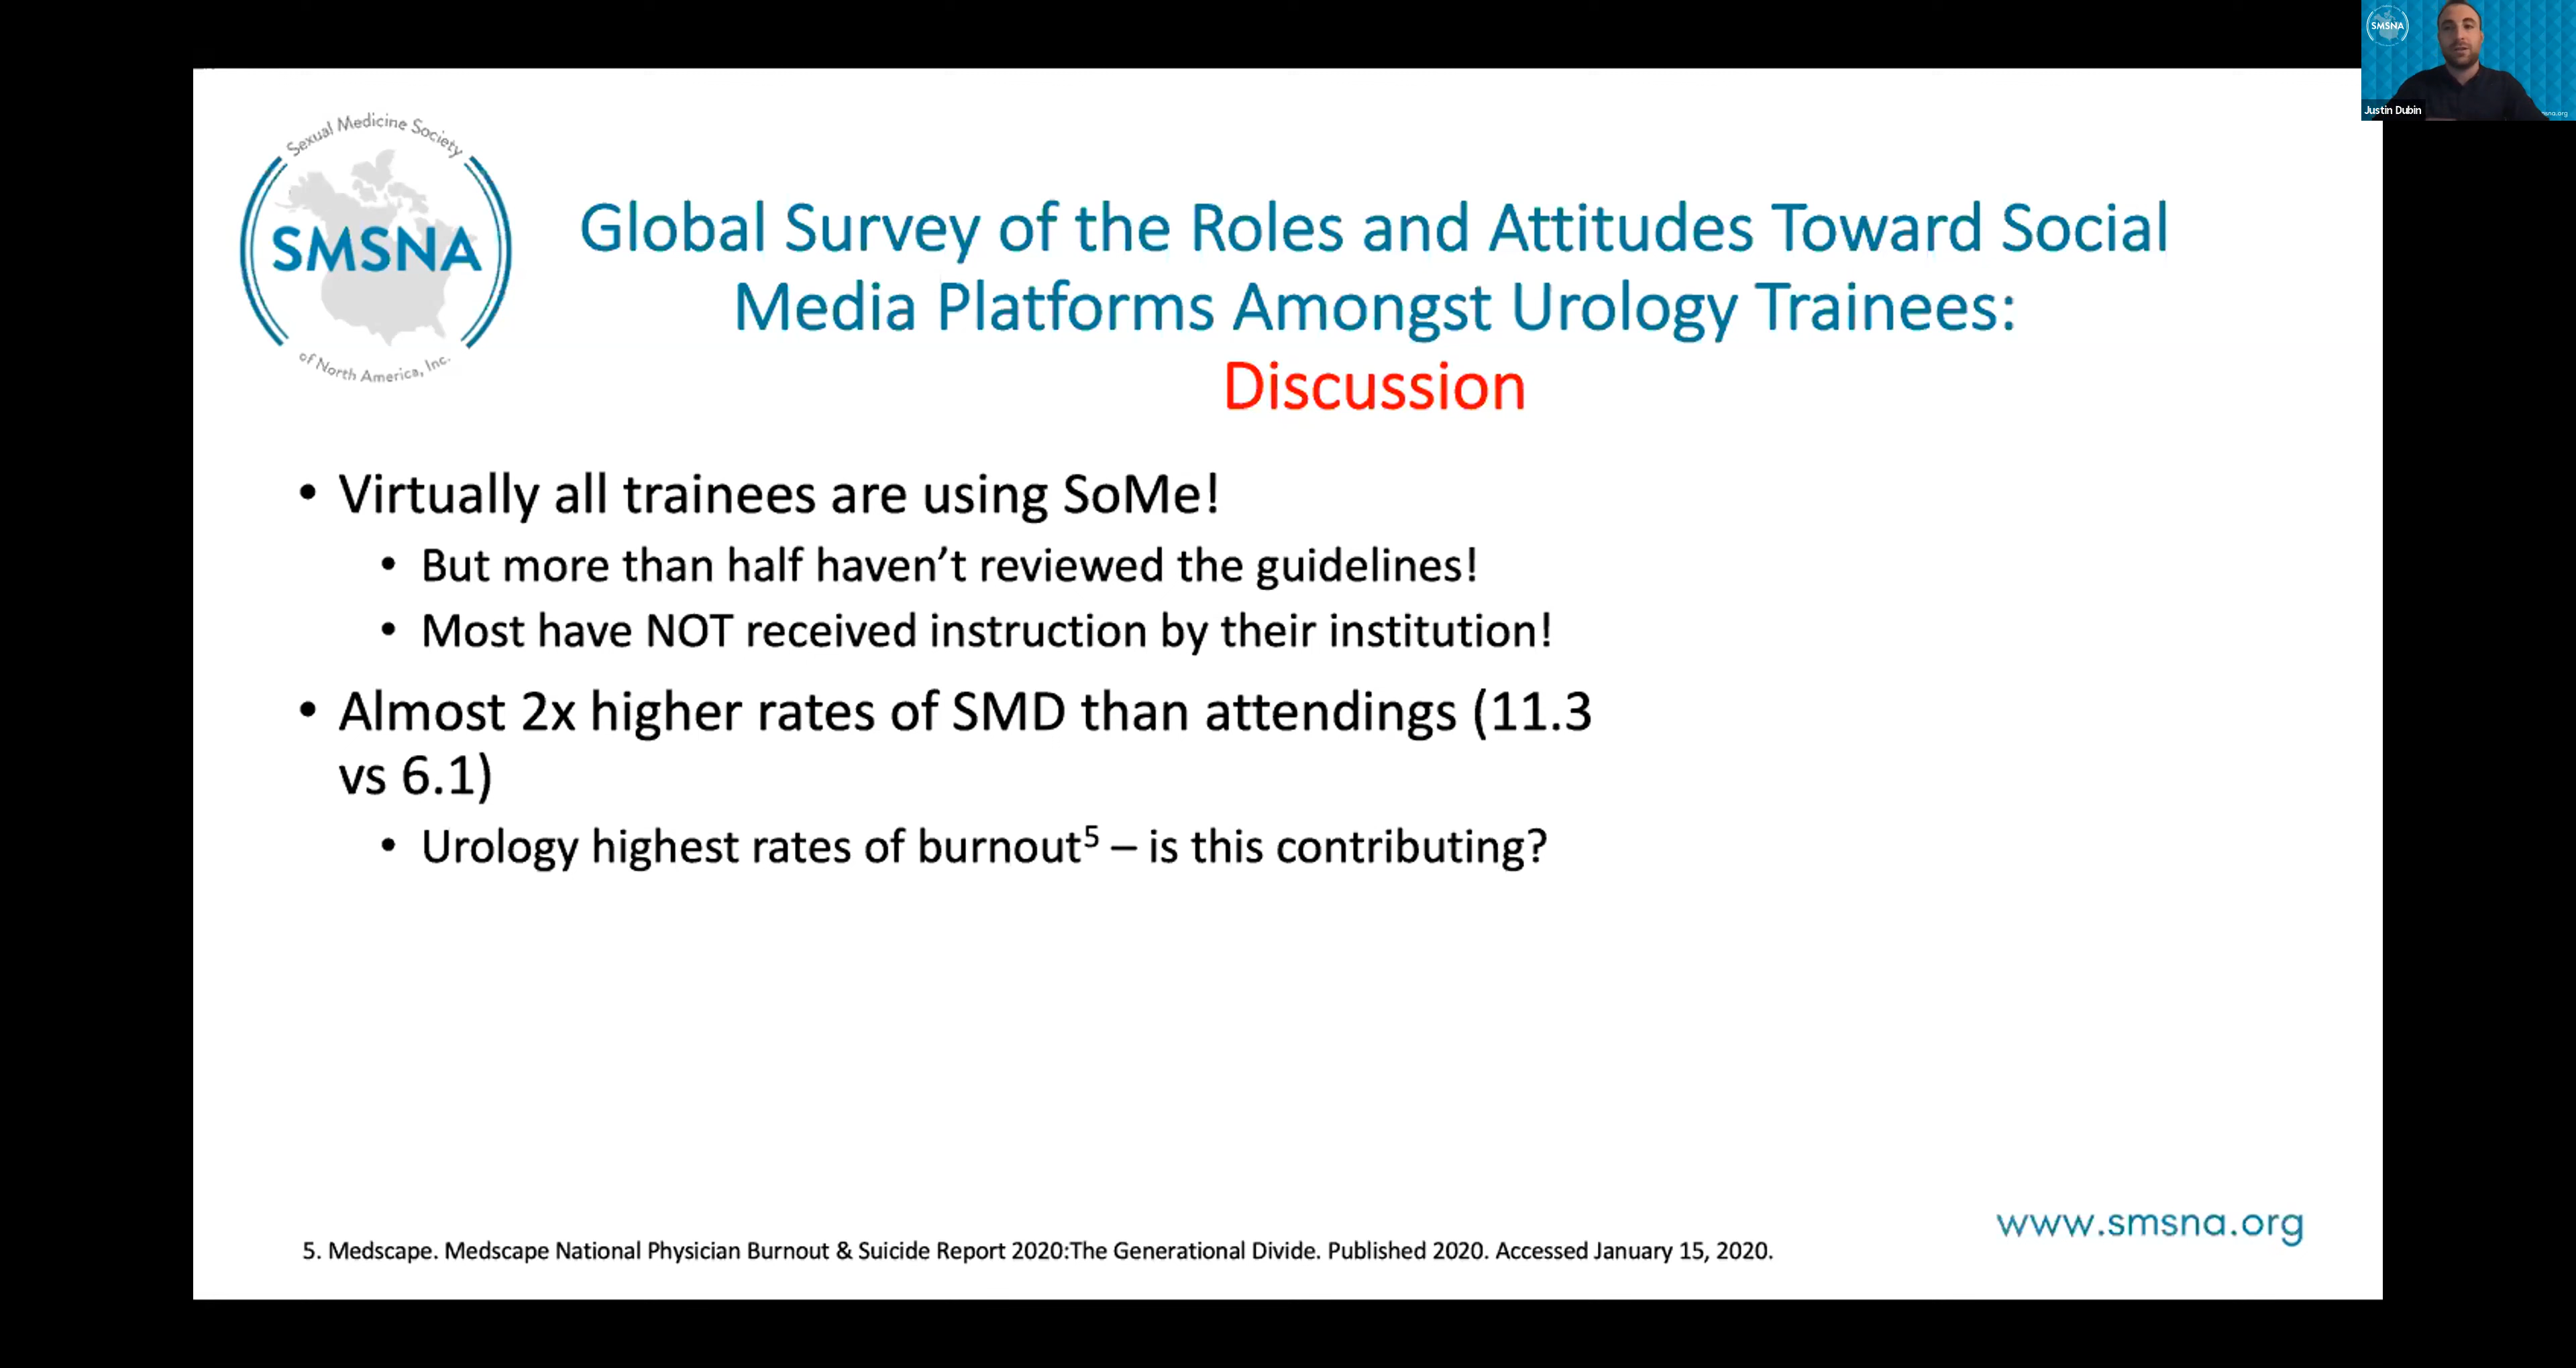 SMSNA
Justin Dubin
Sexual Medicine Society
SMSNA
of North America, Inc.
Global Survey of the Roles and Attitudes Toward Social
Media Platforms Amongst Urology Trainees:
Discussion
• Virtually all trainees are using SoMe!
• But more than half haven’t reviewed the guidelines!
• Most have NOT received instruction by their institution!
• Almost 2x higher rates of SMD than attendings (11.3
vs 6.1)
• Urology highest rates of burnout⁵ – is this contributing?
www.smsna.org
5. Medscape. Medscape National Physician Burnout & Suicide Report 2020:The Generational Divide. Published 2020. Accessed January 15, 2020.